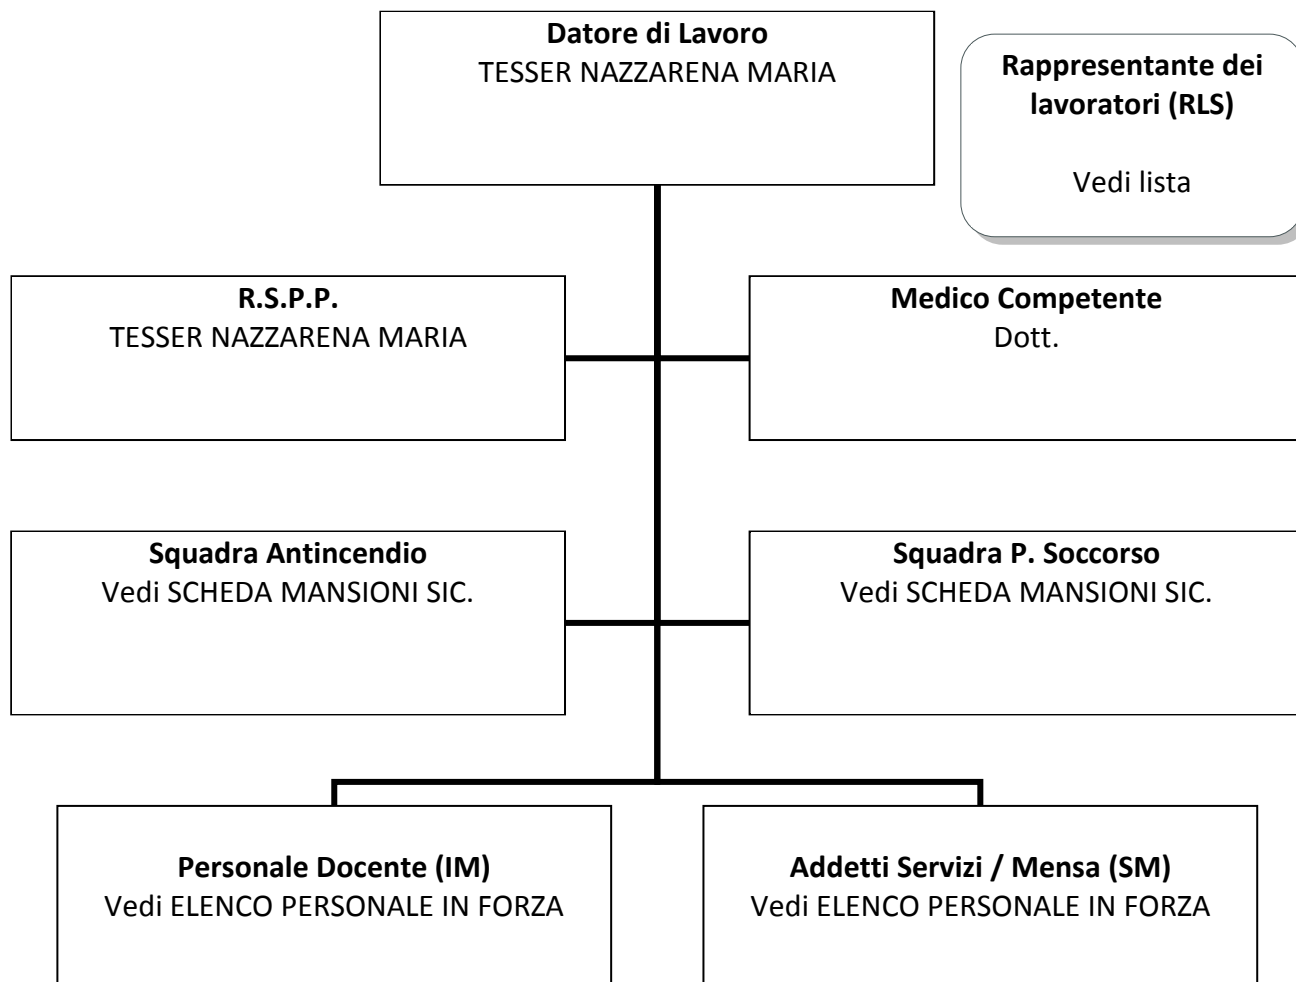 Datore di Lavoro
TESSER NAZZARENA MARIA
Rappresentante dei
lavoratori (RLS)
Vedi lista
R.S.P.P.
TESSER NAZZARENA MARIA
Medico Competente
Dott.
Squadra Antincendio
Vedi SCHEDA MANSIONI SIC.
Squadra P. Soccorso
Vedi SCHEDA MANSIONI SIC.
Personale Docente (IM)
Vedi ELENCO PERSONALE IN FORZA
Addetti Servizi / Mensa (SM)
Vedi ELENCO PERSONALE IN FORZA